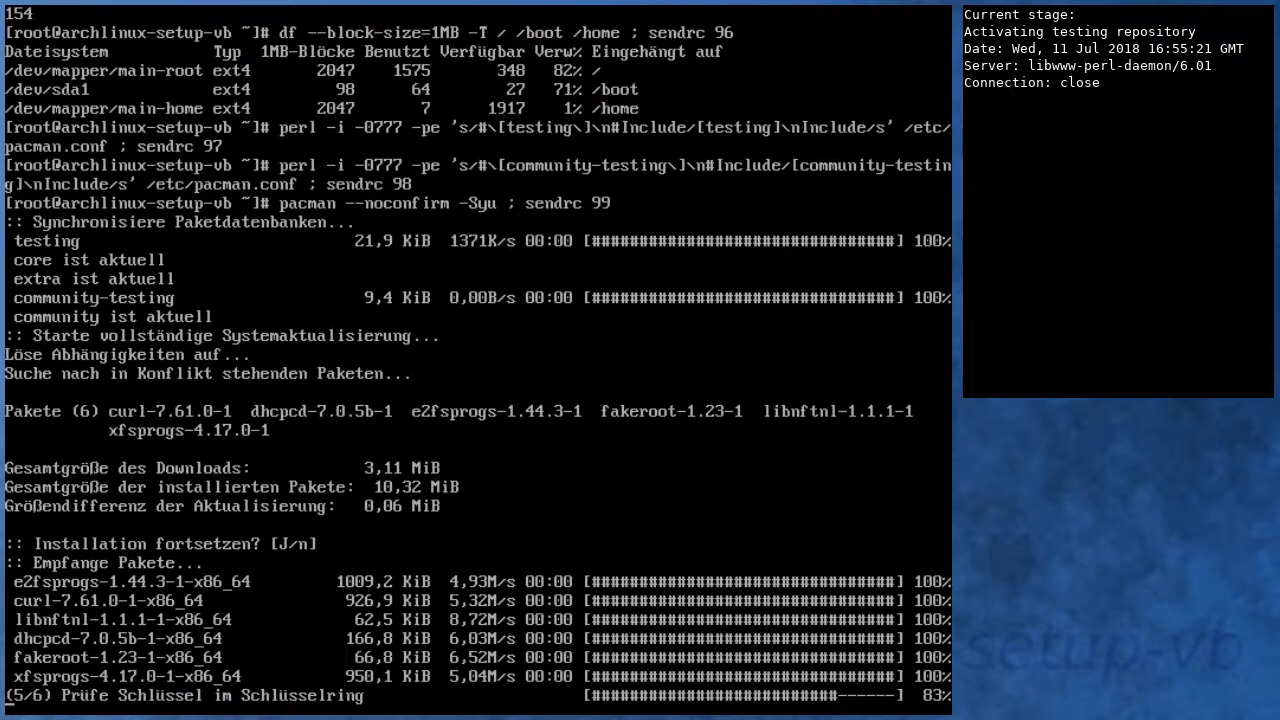 154
[root@archlinux-setup-vb ~]# df --block-size=1MB -T / /boot /home ; sendrc 96
Dateisystem           Typ  1MB-Blöcke Benutzt Verfügbar Verw% Eingehängt auf
/dev/mapper/main-root ext4       2047    1575       348   82% /
/dev/sda1             ext4         98      64        27   71% /boot
/dev/mapper/main-home ext4       2047       7      1917    1% /home
[root@archlinux-setup-vb ~]# perl -i -0777 -pe 's/#\[testing\]\n#Include/[testing]\nInclude/s' /etc/
pacman.conf ; sendrc 97
[root@archlinux-setup-vb ~]# perl -i -0777 -pe 's/#\[community-testing\]\n#Include/[community-testin
g]\nInclude/s' /etc/pacman.conf ; sendrc 98
[root@archlinux-setup-vb ~]# pacman --noconfirm -Syu ; sendrc 99
:: Synchronisiere Paketdatenbanken...
 testing                             21,9 KiB  1371K/s 00:00 [################################] 100%
 core ist aktuell
 extra ist aktuell
 community-testing                    9,4 KiB  0,00B/s 00:00 [################################] 100%
 community ist aktuell
:: Starte vollständige Systemaktualisierung...
Löse Abhängigkeiten auf...
Suche nach in Konflikt stehenden Paketen...
Pakete (6) curl-7.61.0-1  dhcpcd-7.0.5b-1  e2fsprogs-1.44.3-1  fakeroot-1.23-1  libnftnl-1.1.1-1
           xfsprogs-4.17.0-1
Gesamtgröße des Downloads:            3,11 MiB
Gesamtgröße der installierten Pakete:  10,32 MiB
Größendifferenz der Aktualisierung:   0,06 MiB
:: Installation fortsetzen? [J/n]
:: Empfange Pakete...
 e2fsprogs-1.44.3-1-x86_64         1009,2 KiB  4,93M/s 00:00 [################################] 100%
 curl-7.61.0-1-x86_64               926,9 KiB  5,32M/s 00:00 [################################] 100%
 libnftnl-1.1.1-1-x86_64             62,5 KiB  8,72M/s 00:00 [################################] 100%
 dhcpcd-7.0.5b-1-x86_64             166,8 KiB  6,03M/s 00:00 [################################] 100%
 fakeroot-1.23-1-x86_64              66,8 KiB  6,52M/s 00:00 [################################] 100%
 xfsprogs-4.17.0-1-x86_64           950,1 KiB  5,04M/s 00:00 [################################] 100%
(5/6) Prüfe Schlüssel im Schlüsselring                       [##########################------]  83%
Current stage:
Activating testing repository
Date: Wed, 11 Jul 2018 16:55:21 GMT
Server: libwww-perl-daemon/6.01
Connection: close
setup-vb